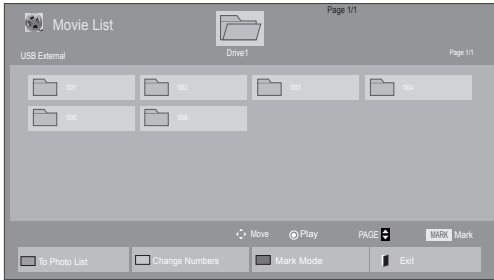 Page 1/1
Movie List
USB External
Drive1
Page 1/1
001 002 003 004
005 006
Move Play PAGE MARK Mark
To Photo List Change Numbers Mark Mode Exit